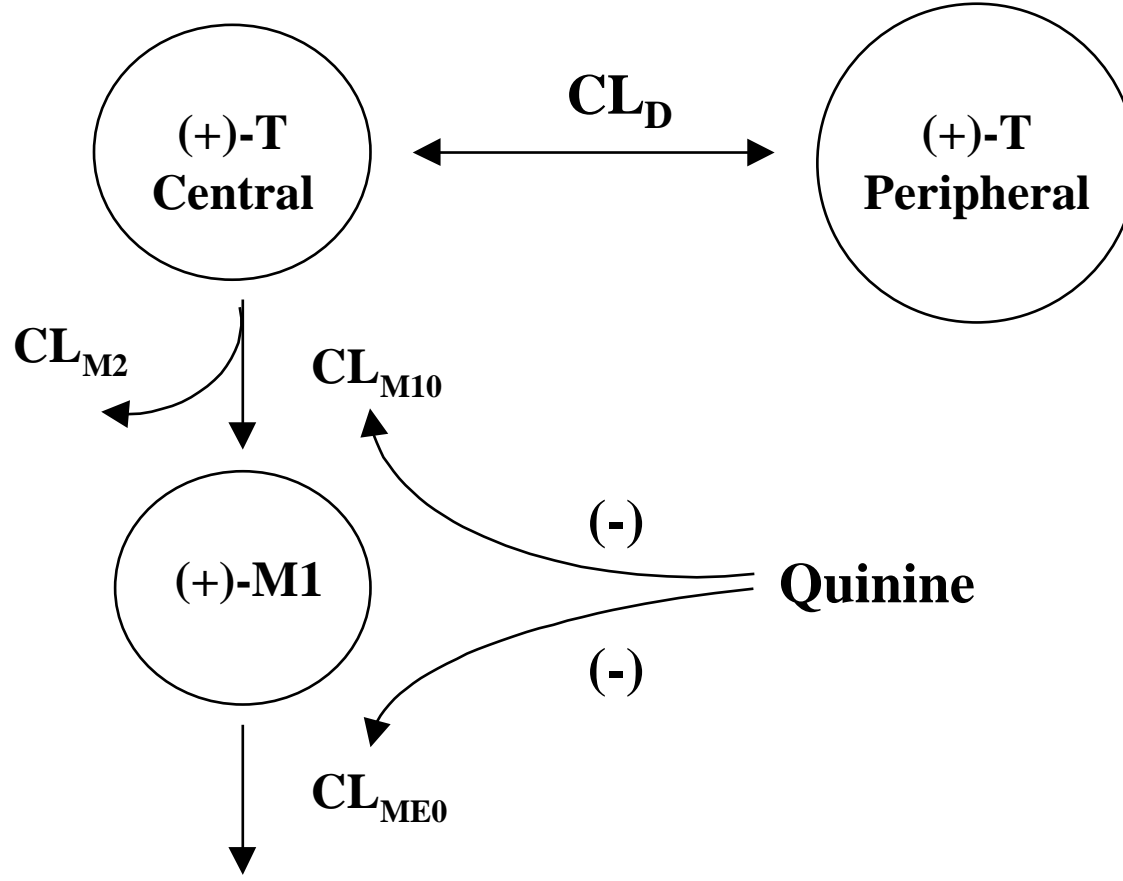 (+)-T
Central
CL_D
(+)-T
Peripheral
CL_M2
CL_M10
(-)
(+)-M1
Quinine
(-)
CL_ME0